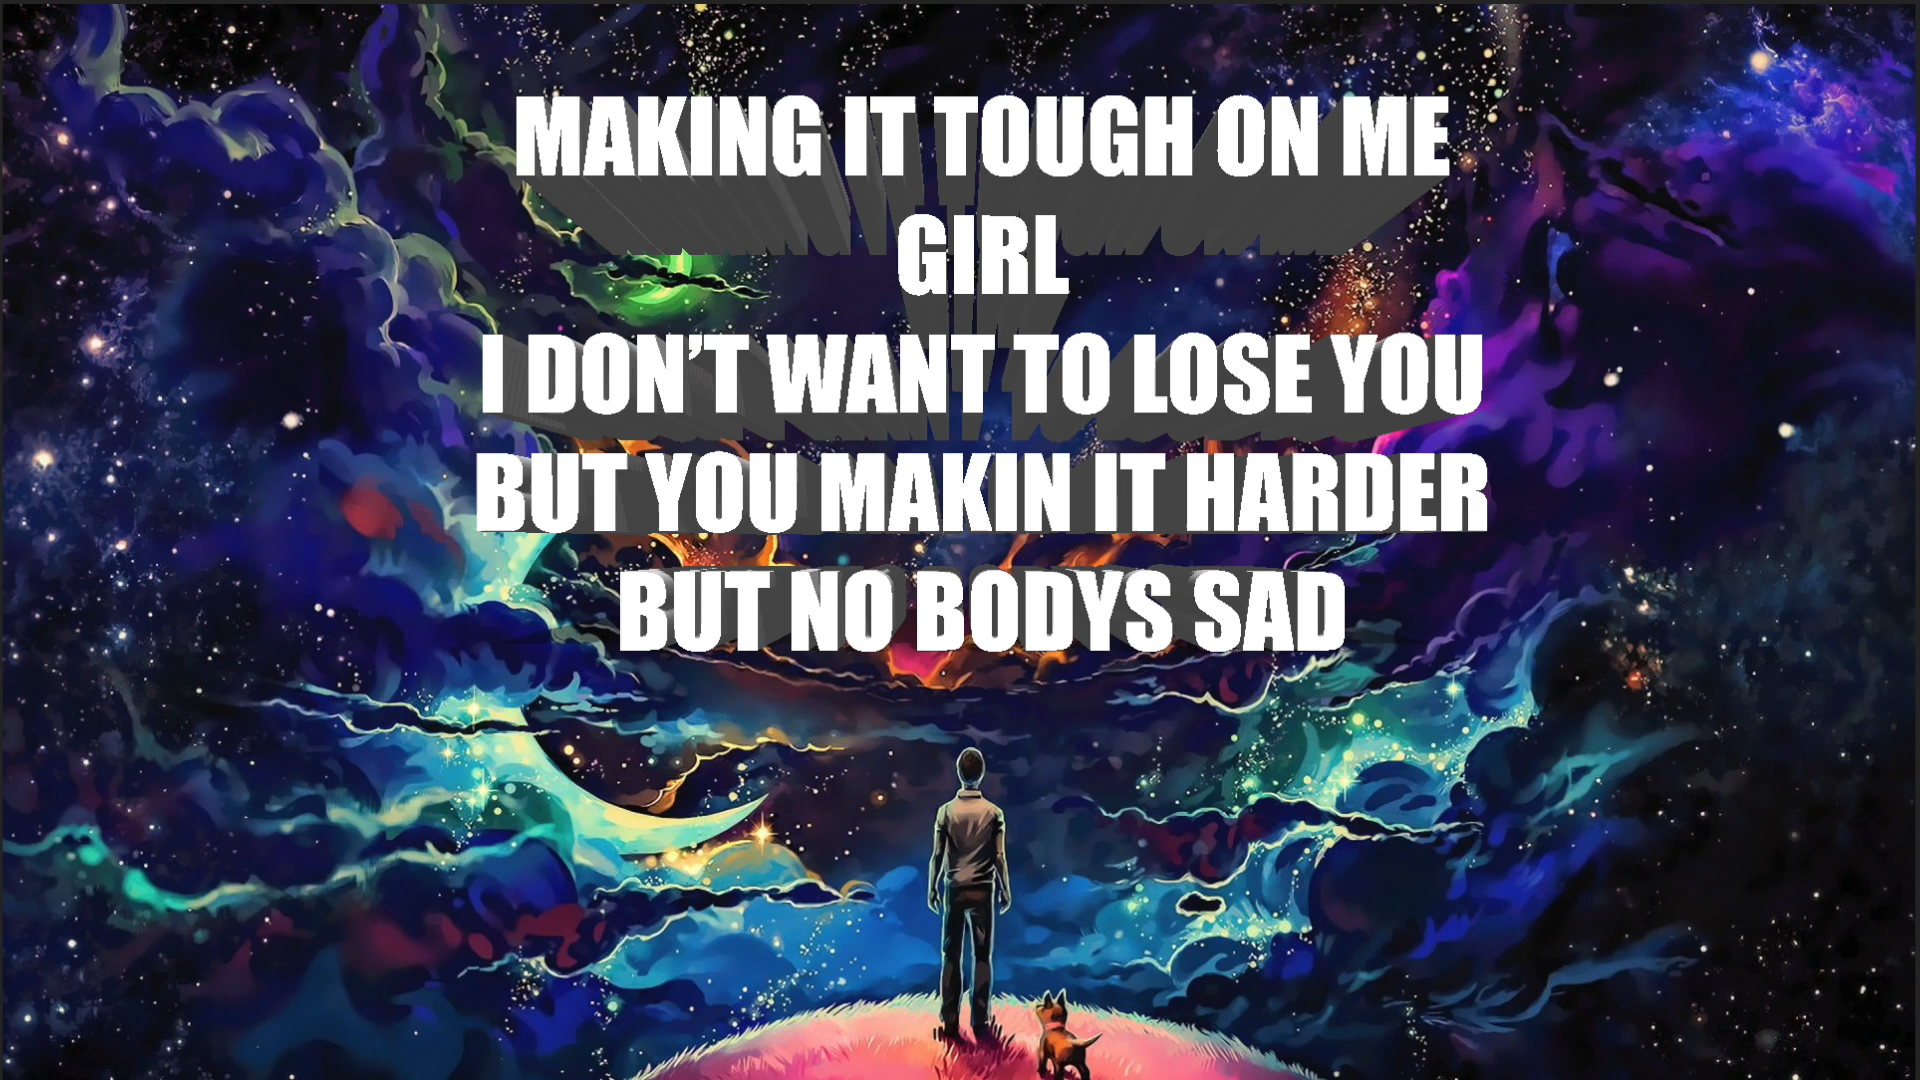 MAKING IT TOUGH ON ME
GIRL
I DON’T WANT TO LOSE YOU
BUT YOU MAKIN IT HARDER
BUT NO BODYS SAD